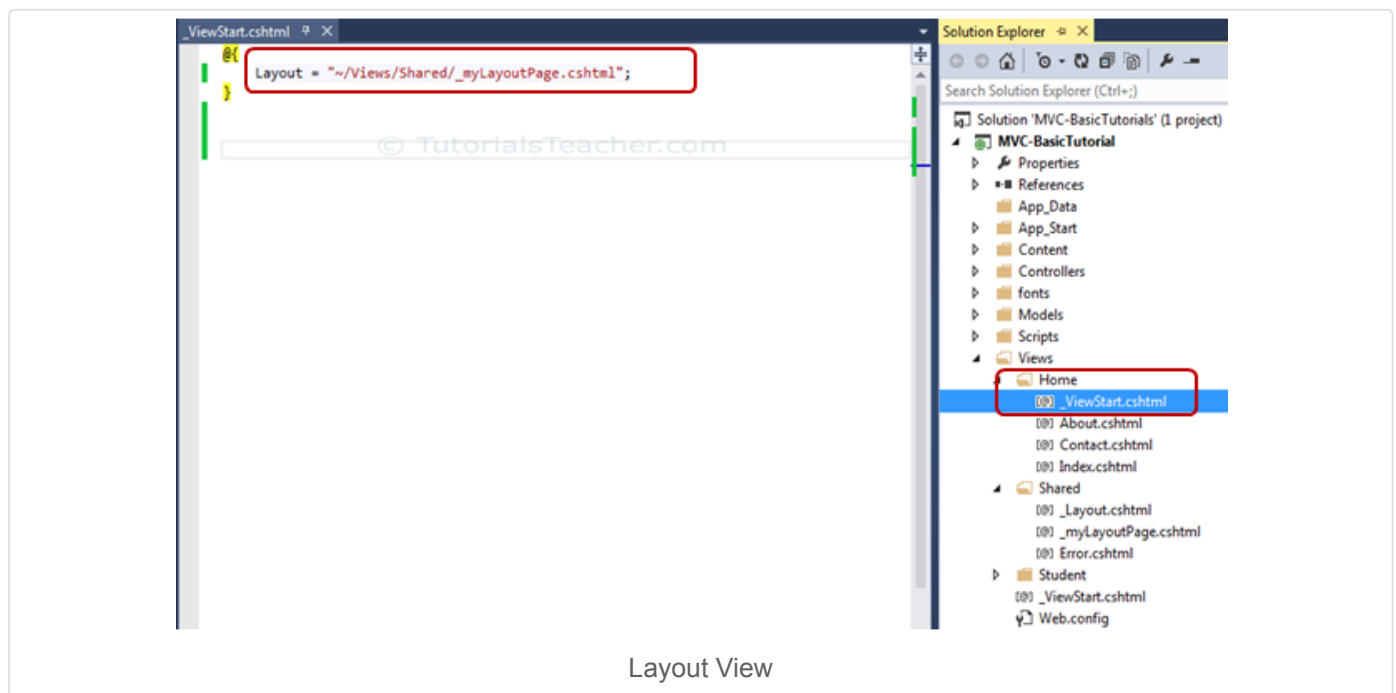 _ViewStart.cshtml
@{
Layout = "~/Views/Shared/_myLayoutPage.cshtml";
}
© TutorialsTeacher.com
Solution Explorer
Search Solution Explorer (Ctrl+;)
Solution 'MVC-BasicTutorials' (1 project)
MVC-BasicTutorial
Properties
References
App_Data
App_Start
Content
Controllers
fonts
Models
Scripts
Views
Home
_ViewStart.cshtml
About.cshtml
Contact.cshtml
Index.cshtml
Shared
_Layout.cshtml
_myLayoutPage.cshtml
Error.cshtml
Student
_ViewStart.cshtml
Web.config
Layout View